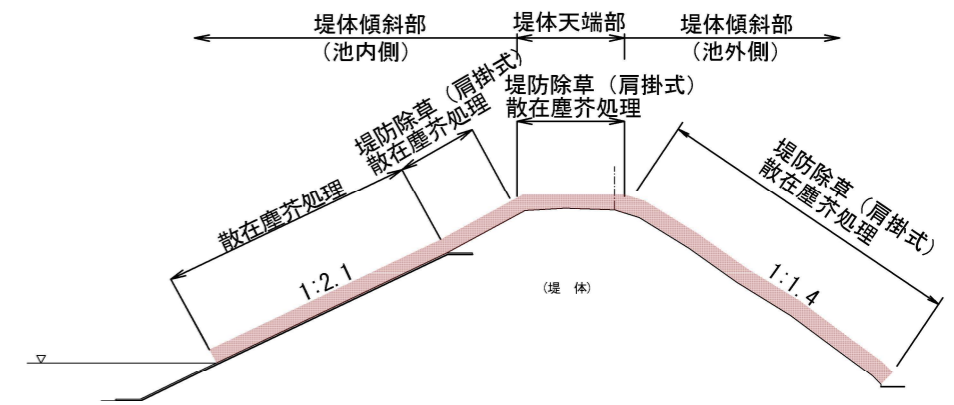 堤体傾斜部
（池内側）
堤体天端部
堤体傾斜部
（池外側）
堤防除草（肩掛式）
散在塵芥処理
堤防除草（肩掛式）
散在塵芥処理
堤防除草（肩掛式）
散在塵芥処理
散在塵芥処理
1:2.1
（堤　体）
1:1.4